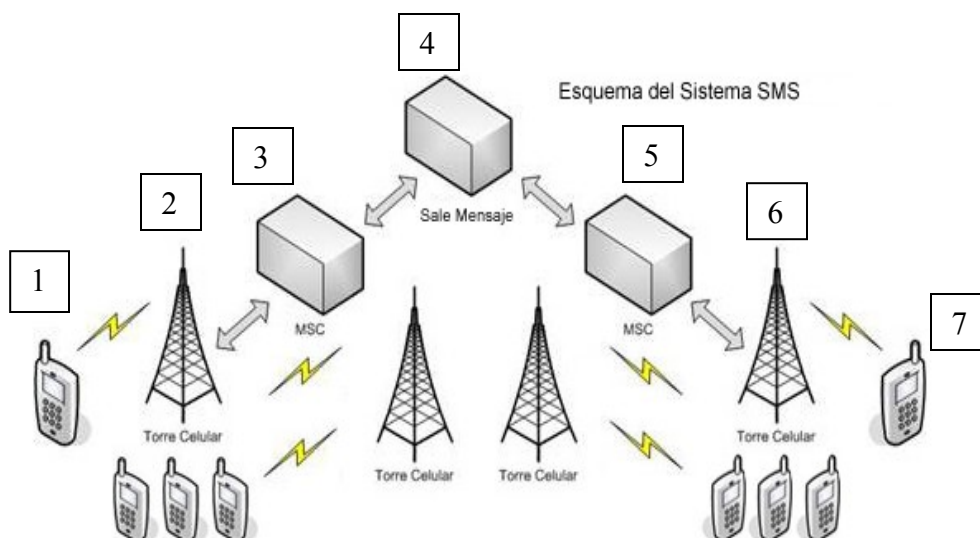 4
Esquema del Sistema SMS
3
5
Sale Mensaje
2
6
1
MSC
MSC
7
Torre Celular
Torre Celular
Torre Celular
Torre Celular